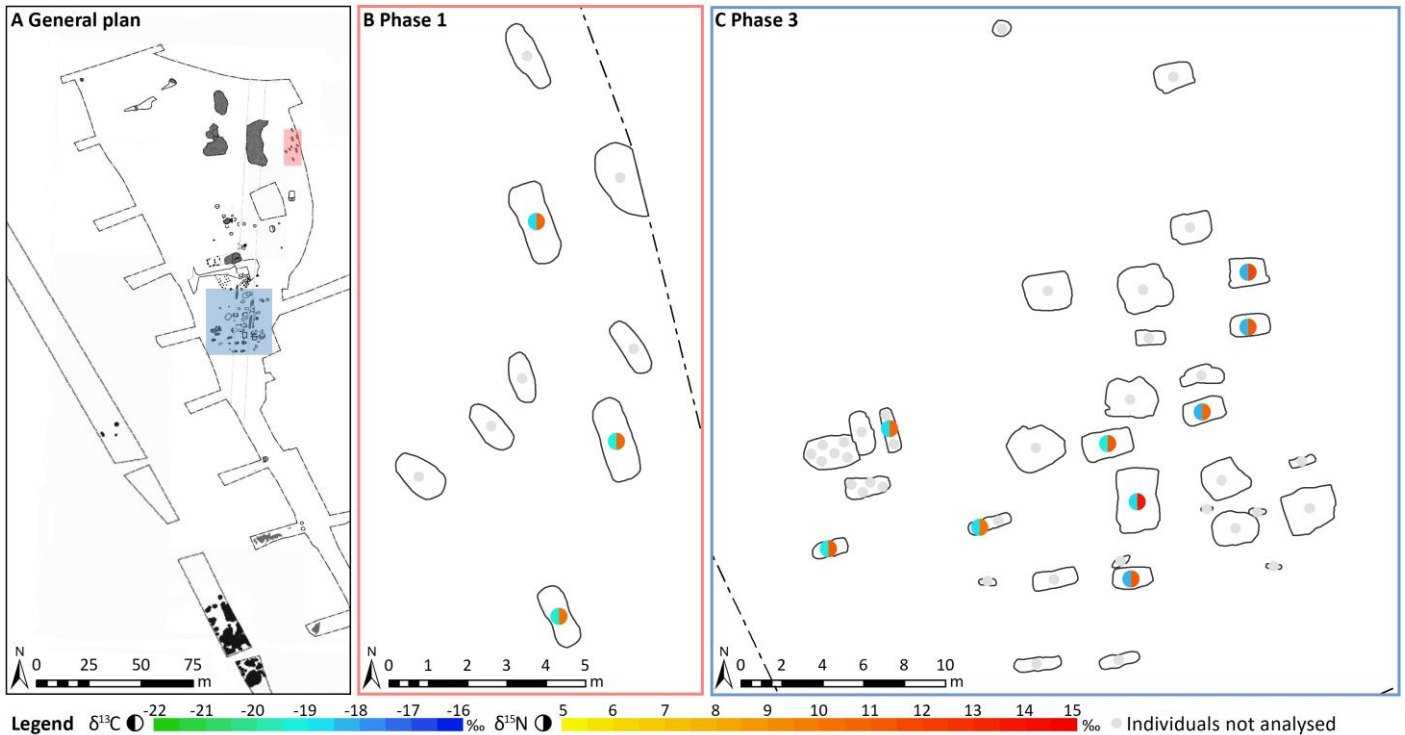 A General plan
B Phase 1
C Phase 3
N
0 25 50 75
m
N
0 1 2 3 4 5
m
N
0 2 4 6 8 10
m
Legend δ¹³C -22 -21 -20 -19 -18 -17 -16 ‰ δ¹⁵N 5 6 7 8 9 10 11 12 13 14 15 ‰ Individuals not analysed